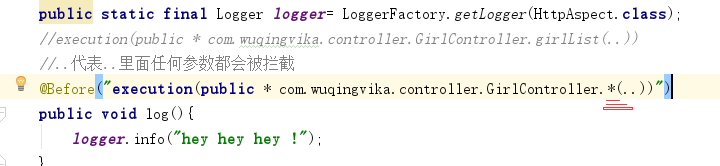 public static final Logger logger= LoggerFactory.getLogger(HttpAspect.class);
//execution(public * com.wuqingvika.controller.GirlController.girlList(..))
//..代表..里面任何参数都会被拦截
@Before("execution(public * com.wuqingvika.controller.GirlController.*(..))")
public void log(){
logger.info("hey hey hey !");
}